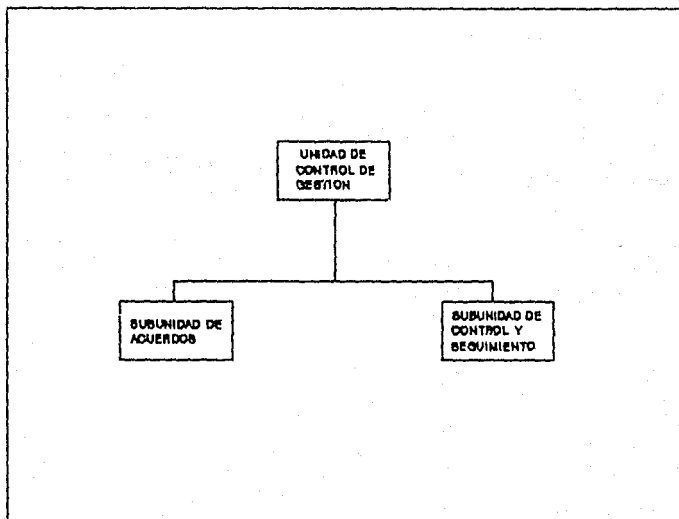 UNIDAD DE
CONTROL DE
GESTION
SUBUNIDAD DE
ACUERDOS
SUBUNIDAD DE
CONTROL Y
SEGUIMIENTO